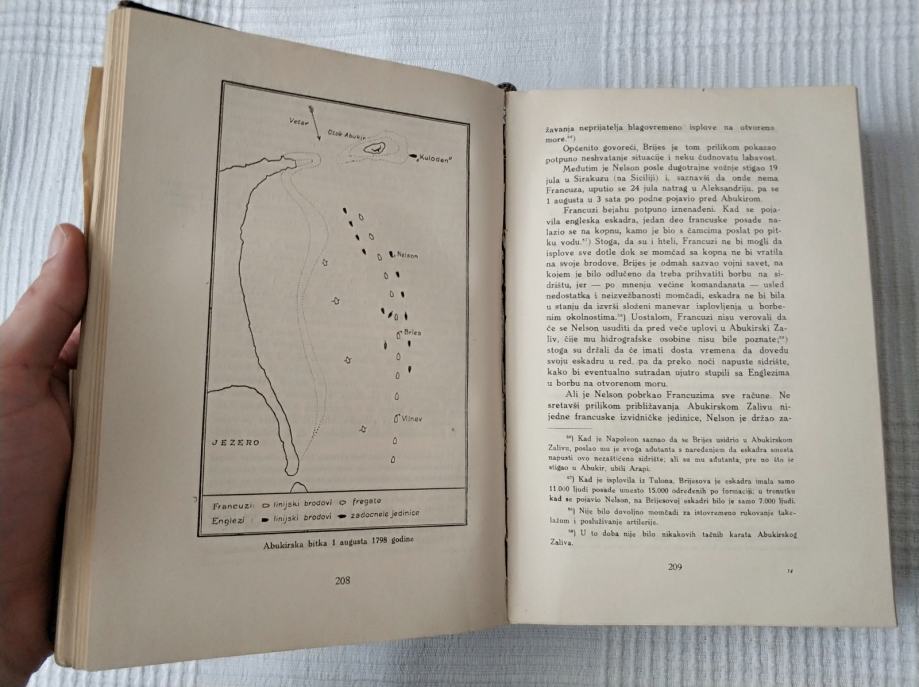 Vetar
Otok Abukir
Kuloden"
Nelson
Bries
Vilnev
JEZERO
Francuzi: linijski brodovi fregate
Englezi: linijski brodovi zadocnele jedinice
Abukirska bitka 1 augusta 1798 godine
208
žavanja neprijatelja blagovremeno isplove na otvoreno
more.⁵⁶)
Općenito govoreći, Brijes je tom prilikom pokazao
potpuno neshvatanje situacije i neku čudnovatu labavost.
Međutim je Nelson posle dugotrajne vožnje stigao 19
jula u Sirakuzu (na Siciliji) i, saznavši da onde nema
Francuza, uputio se 24 jula natrag u Aleksandriju, pa se
1 augusta u 3 sata po podne pojavio pred Abukirom.
Francuzi bejahu potpuno iznenađeni. Kad se poja-
vila engleska eskadra, jedan deo francuske posade na-
lazio se na kopnu, kamo je bio s čamcima poslat po pit-
ku vodu.⁵⁷) Stoga, da su i hteli, Francuzi ne bi mogli da
isplove sve dotle dok se momčad sa kopna ne bi vratila
na svoje brodove. Brijes je odmah sazvao vojni savet, na
kojem je bilo odlučeno da treba prihvatiti borbu na si-
drištu, jer — po mnenju većine komandanata — usled
nedostatka i neizvežbanosti momčadi, eskadra ne bi bila
u stanju da izvrši složeni manevar isplovljenja u borbe-
nim okolnostima.⁵⁸) Uostalom, Francuzi nisu verovali da
će se Nelson usuditi da pred veče uplovi u Abukirski Za-
liv, čije mu hidrografske osobine nisu bile poznate;⁵⁹)
stoga su držali da će imati dosta vremena da dovedu
svoju eskadru u red, pa da preko noći napuste sidrište,
kako bi eventualno sutradan ujutro stupili sa Englezima
u borbu na otvorenom moru.
Ali je Nelson pobrkao Francuzima sve račune. Ne
sretavši prilikom približavanja Abukirskom Zalivu ni-
jedne francuske izvidničke jedinice, Nelson je držao za-
⁵⁶) Kad je Napoleon saznao da se Brijes usidrio u Abukirskom
Zalivu, poslao mu je svoga ađutanta s naređenjem da eskadra smesta
napusti ovo nezaštićeno sidrište; ali su mu ađutanta, pre no što je
stigao u Abukir, ubili Arapi.
⁵⁷) Kad je isplovila iz Tulona, Brijesova je eskadra imala samo
11.000 ljudi posade umesto 15.000 određenih po formaciji; u trenutku
kad se pojavio Nelson, na Brijesovoj eskadri bilo je samo 7.000 ljudi.
⁵⁸) Nije bilo dovoljno momčadi za istovremeno rukovanje take-
lažom i posluživanje artilerije.
⁵⁹) U to doba nije bilo nikakovih tačnih karata Abukirskog
Zaliva.
209
14